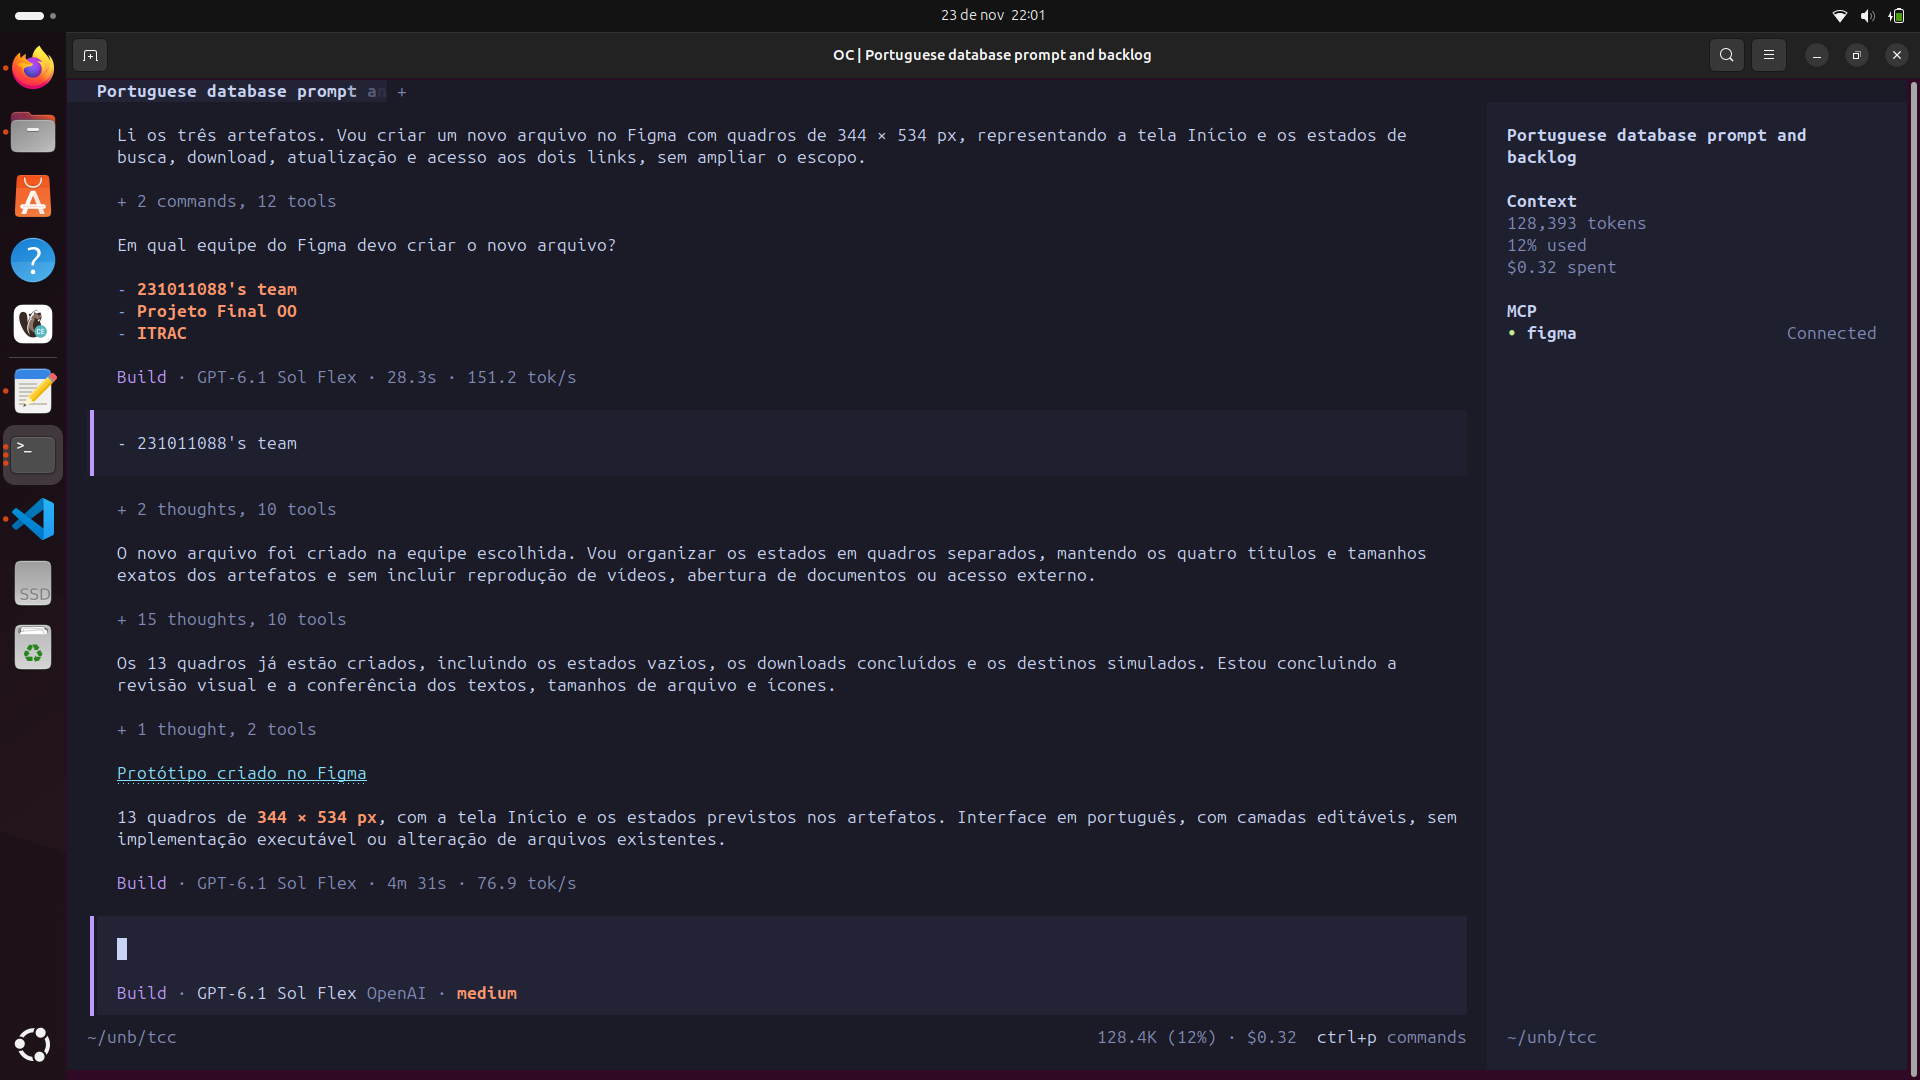 23 de nov 22:01
OC | Portuguese database prompt and backlog
Portuguese database prompt an +
Li os três artefatos. Vou criar um novo arquivo no Figma com quadros de 344 × 534 px, representando a tela Início e os estados de
busca, download, atualização e acesso aos dois links, sem ampliar o escopo.
+ 2 commands, 12 tools
Em qual equipe do Figma devo criar o novo arquivo?
- 231011088's team
- Projeto Final OO
- ITRAC
Build · GPT-6.1 Sol Flex · 28.3s · 151.2 tok/s
- 231011088's team
+ 2 thoughts, 10 tools
O novo arquivo foi criado na equipe escolhida. Vou organizar os estados em quadros separados, mantendo os quatro títulos e tamanhos
exatos dos artefatos e sem incluir reprodução de vídeos, abertura de documentos ou acesso externo.
+ 15 thoughts, 10 tools
Os 13 quadros já estão criados, incluindo os estados vazios, os downloads concluídos e os destinos simulados. Estou concluindo a
revisão visual e a conferência dos textos, tamanhos de arquivo e ícones.
+ 1 thought, 2 tools
Protótipo criado no Figma
13 quadros de 344 × 534 px, com a tela Início e os estados previstos nos artefatos. Interface em português, com camadas editáveis, sem
implementação executável ou alteração de arquivos existentes.
Build · GPT-6.1 Sol Flex · 4m 31s · 76.9 tok/s
Build · GPT-6.1 Sol Flex OpenAI · medium
~/unb/tcc
128.4K (12%) · $0.32 ctrl+p commands
Portuguese database prompt and
backlog
Context
128,393 tokens
12% used
$0.32 spent
MCP
• figma Connected
~/unb/tcc
SSD